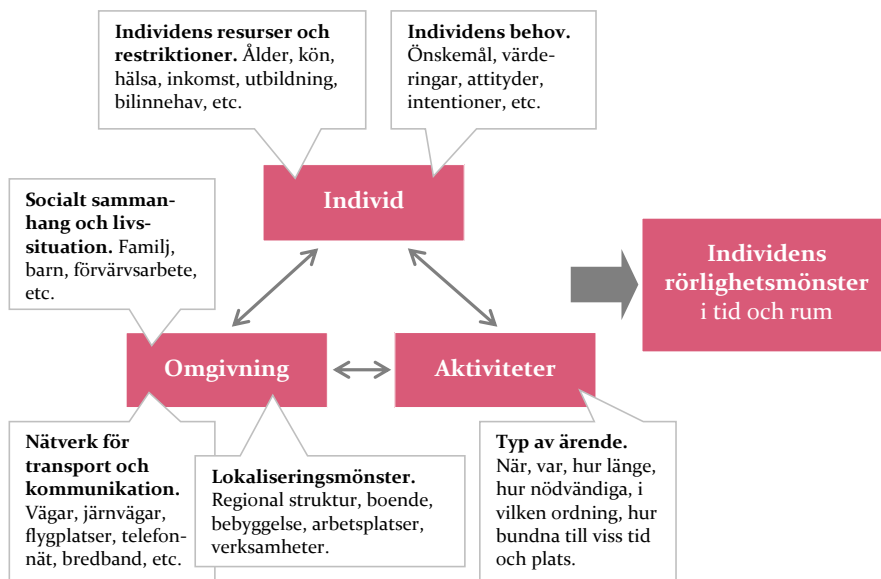 Individens resurser och
restriktioner. Ålder, kön,
hälsa, inkomst, utbildning,
bilinnehav, etc.
Individens behov.
Önskemål, värde-
ringar, attityder,
intentioner, etc.
Individ
Socialt samman-
hang och livs-
situation. Familj,
barn, förvärvsarbete,
etc.
Individens
rörlighetsmönster
i tid och rum
Omgivning
Aktiviteter
Nätverk för
transport och
kommunikation.
Vägar, järnvägar,
flygplatser, telefon-
nät, bredband, etc.
Lokaliseringsmönster.
Regional struktur, boende,
bebyggelse, arbetsplatser,
verksamheter.
Typ av ärende.
När, var, hur länge,
hur nödvändiga, i
vilken ordning, hur
bundna till viss tid
och plats.